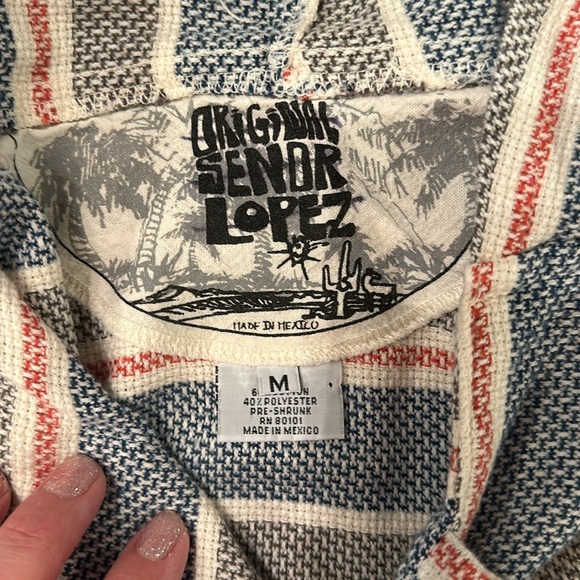 ORIGINAL
SENOR
LOPEZ
MADE IN MEXICO
M
40% POLYESTER
PRE-SHRUNK
RN 80101
MADE IN MEXICO